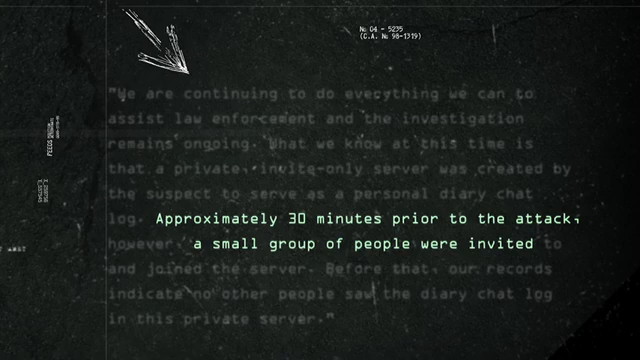 № 04 - 5235
(C.A. № 98-1319)
"We are continuing to do everything we can to
assist law enforcement and the investigation
remains ongoing. What we know at this time is
that a private, invite-only server was created by
the suspect to serve as a personal diary chat
log. Approximately 30 minutes prior to the attack,
however a small group of people were invited to
and joined the server. Before that, our records
indicate no other people saw the diary chat log
in this private server."